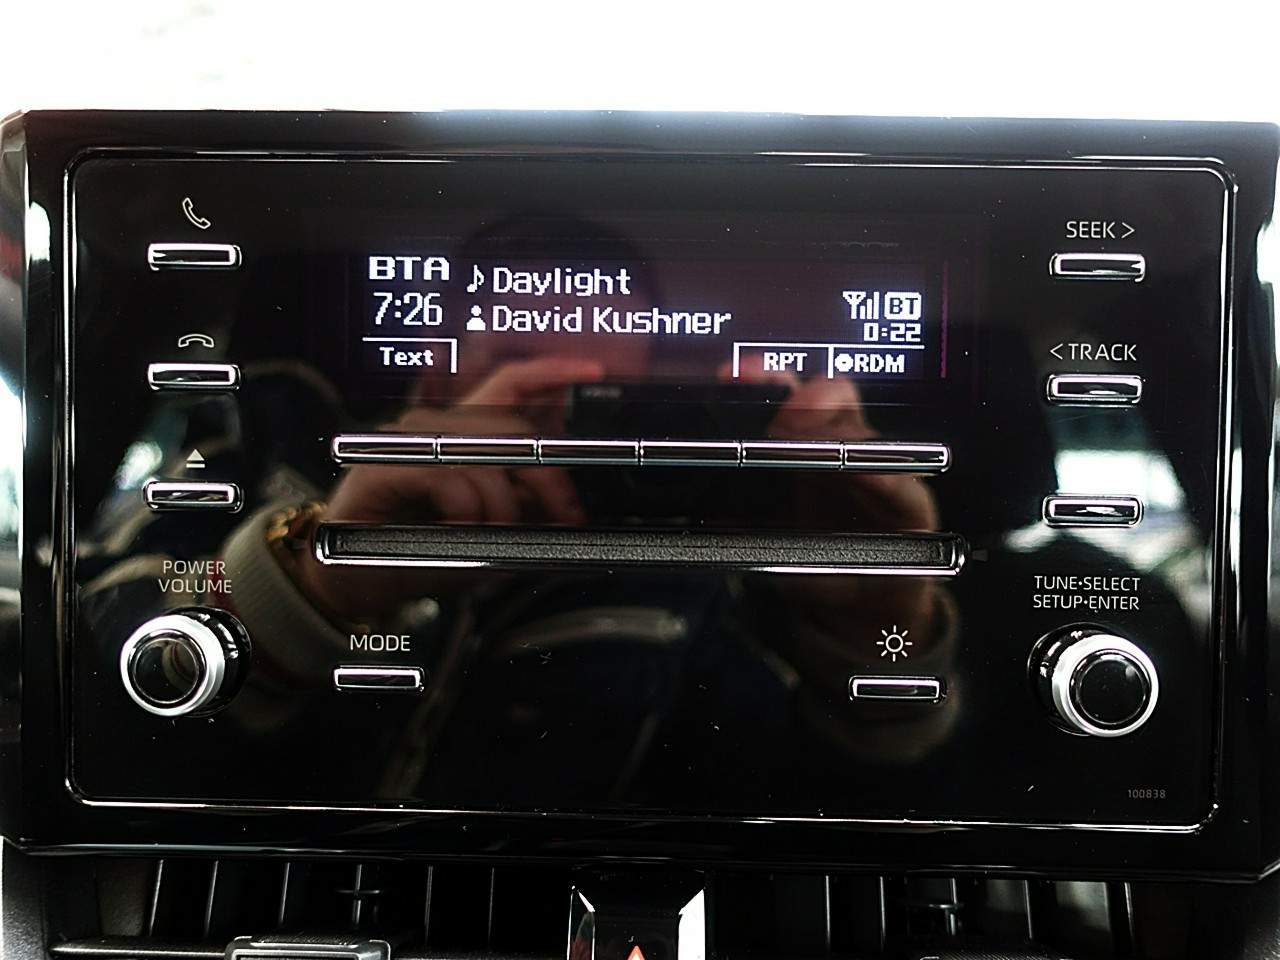 SEEK >
BTA
Daylight
7:26
David Kushner
BT
0:22
Text
RPT
RDM
< TRACK
POWER
VOLUME
TUNE•SELECT
SETUP•ENTER
MODE
100838